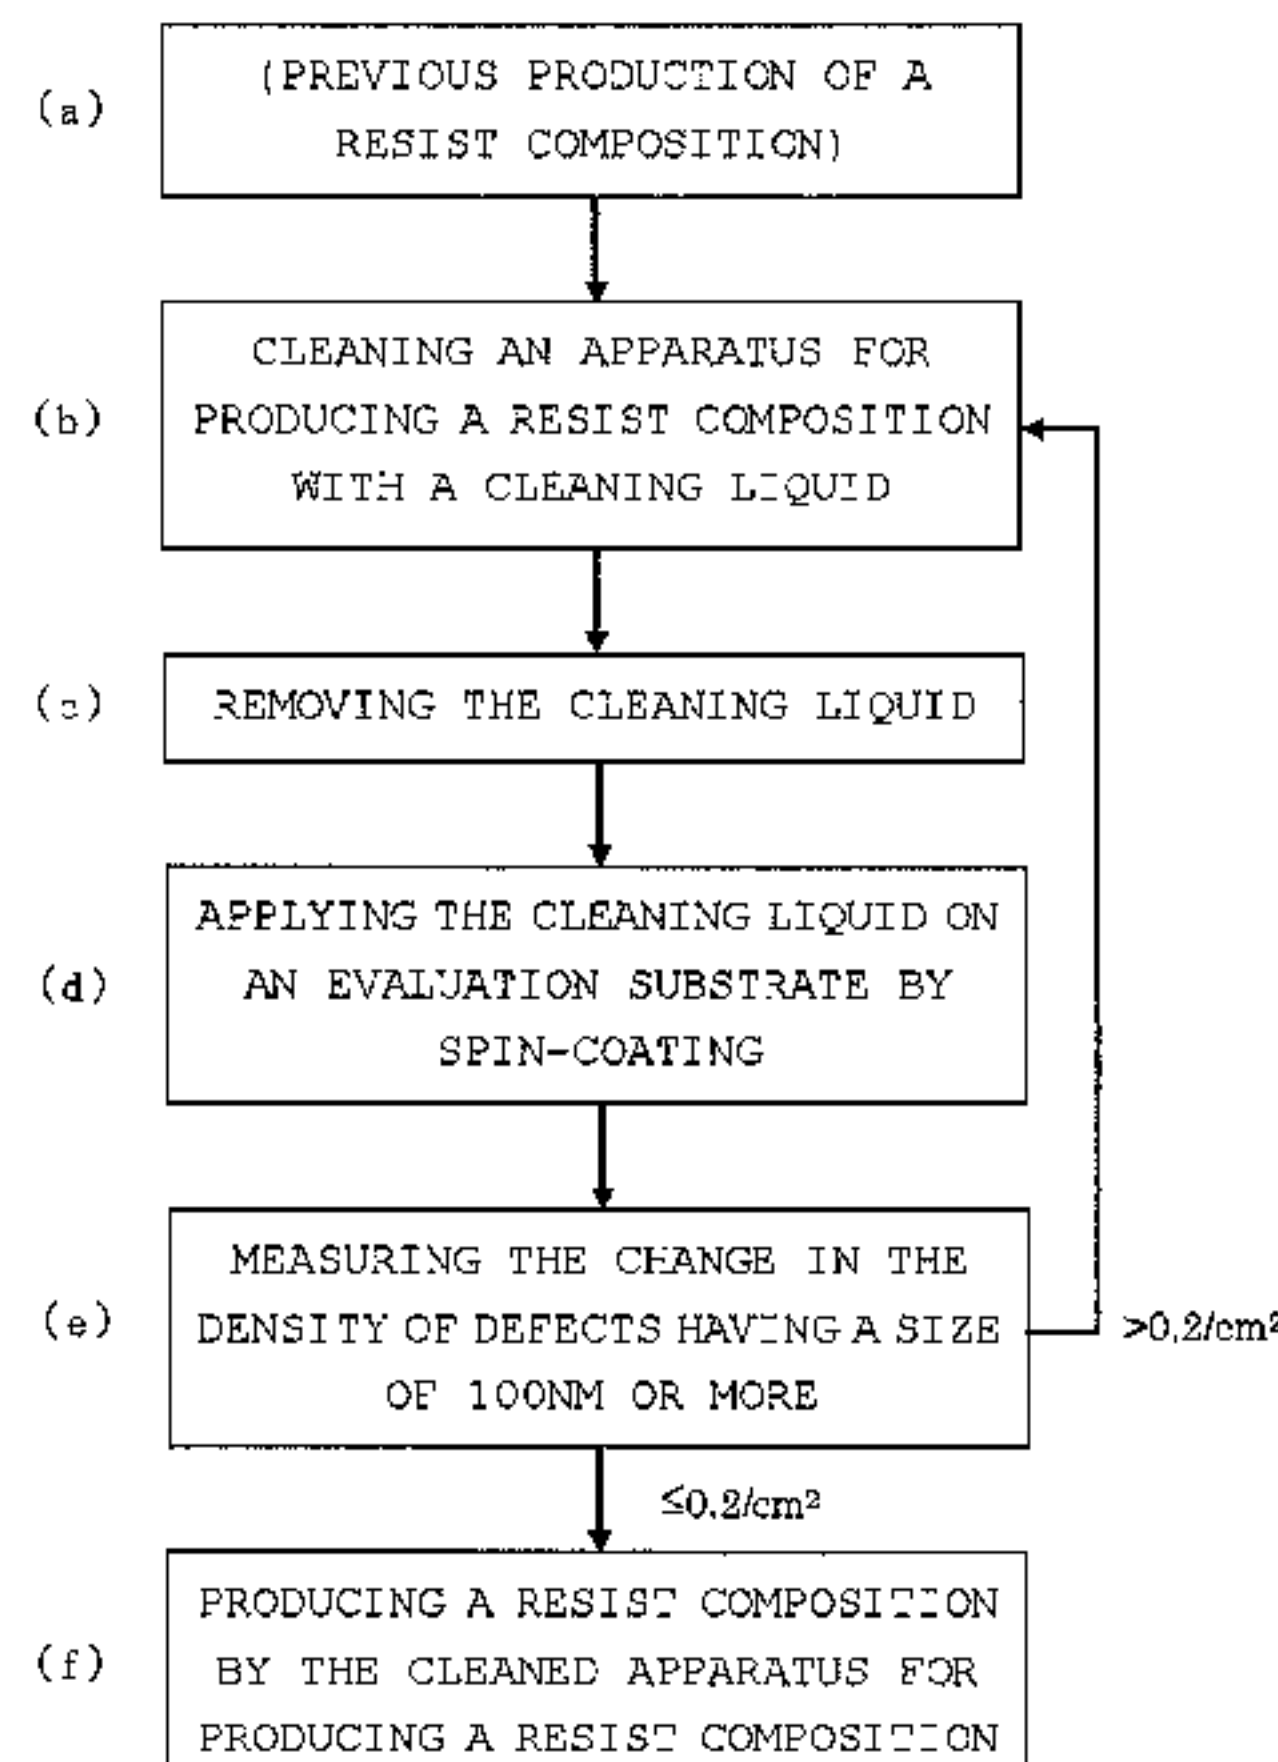 (a)
(PREVIOUS PRODUCTION OF A
RESIST COMPOSITION)
(b)
CLEANING AN APPARATUS FOR
PRODUCING A RESIST COMPOSITION
WITH A CLEANING LIQUID
(c)
REMOVING THE CLEANING LIQUID
(d)
APPLYING THE CLEANING LIQUID ON
AN EVALUATION SUBSTRATE BY
SPIN-COATING
(e)
MEASURING THE CHANGE IN THE
DENSITY OF DEFECTS HAVING A SIZE
OF 100NM OR MORE
>0.2/cm²
≤0.2/cm²
(f)
PRODUCING A RESIST COMPOSITION
BY THE CLEANED APPARATUS FOR
PRODUCING A RESIST COMPOSITION